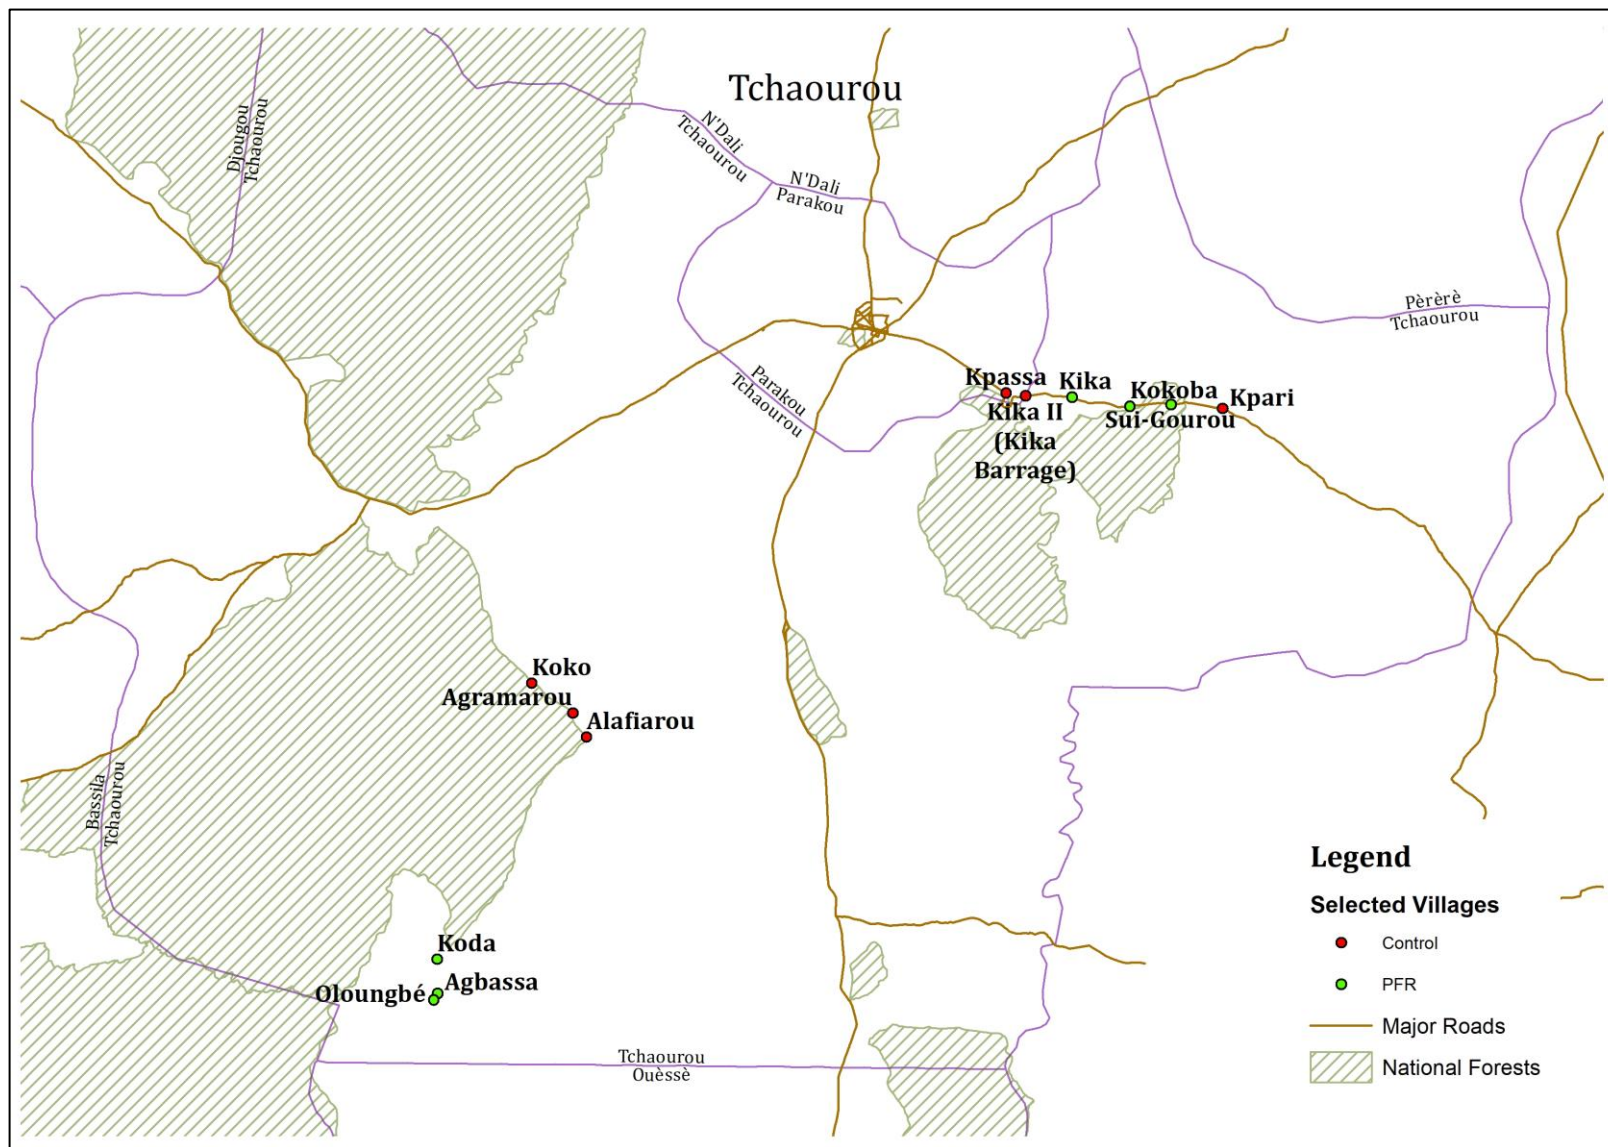 Tchaourou
Djougou
Tchaourou
N'Dali
Tchaourou
N'Dali
Parakou
Pèrèrè
Tchaourou
Parakou
Tchaourou
Kpassa
Kika
Kokoba
Kpari
Kika II
(Kika
Barrage)
Sui-Gourou
Koko
Agramarou
Alafiarou
Bassila
Tchaourou
Koda
Agbassa
Oloungbé
Tchaourou
Ouèssè
Legend
Selected Villages
Control
PFR
Major Roads
National Forests